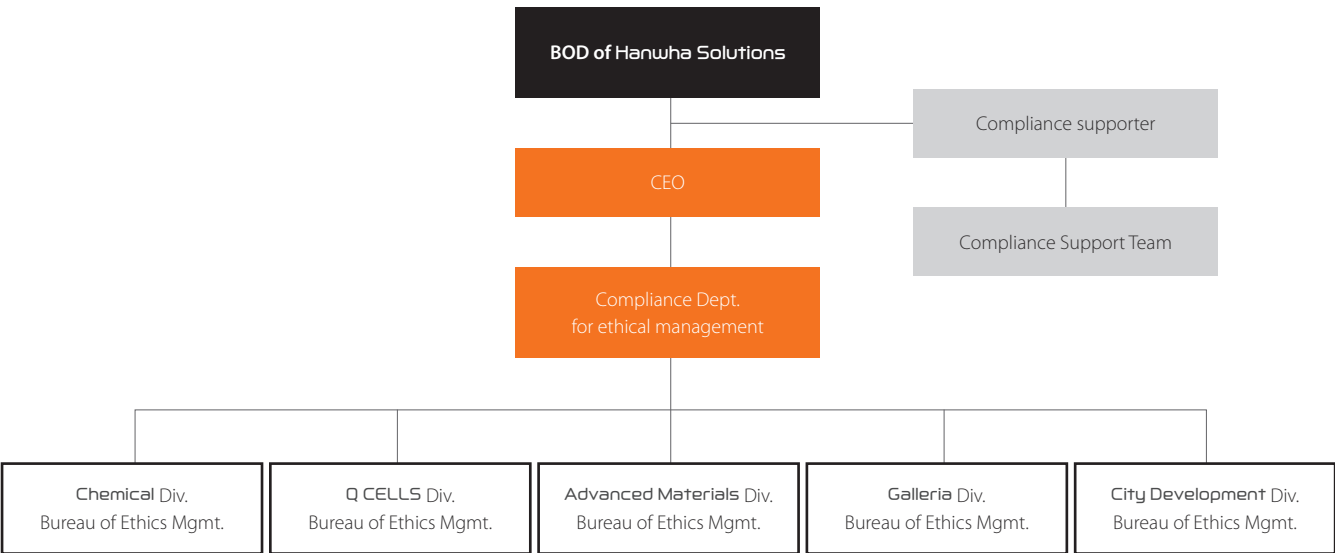 BOD of Hanwha Solutions
Compliance supporter
CEO
Compliance Support Team
Compliance Dept.
for ethical management
Chemical Div.
Bureau of Ethics Mgmt.
Q CELLS Div.
Bureau of Ethics Mgmt.
Advanced Materials Div.
Bureau of Ethics Mgmt.
Galleria Div.
Bureau of Ethics Mgmt.
City Development Div.
Bureau of Ethics Mgmt.